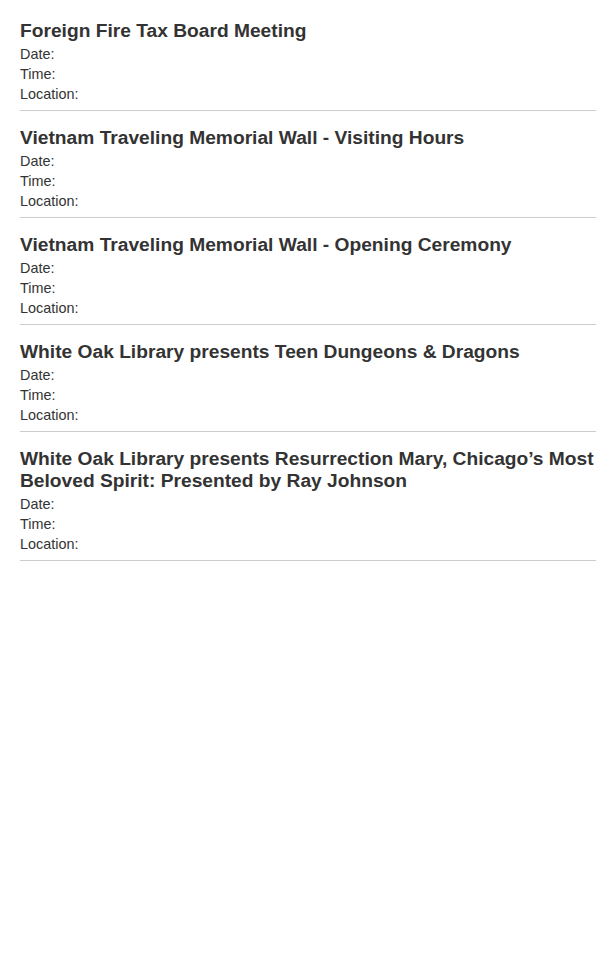 Foreign Fire Tax Board Meeting
Date:
Time:
Location:
Vietnam Traveling Memorial Wall - Visiting Hours
Date:
Time:
Location:
Vietnam Traveling Memorial Wall - Opening Ceremony
Date:
Time:
Location:
White Oak Library presents Teen Dungeons & Dragons
Date:
Time:
Location:
White Oak Library presents Resurrection Mary, Chicago’s Most
Beloved Spirit: Presented by Ray Johnson
Date:
Time:
Location: